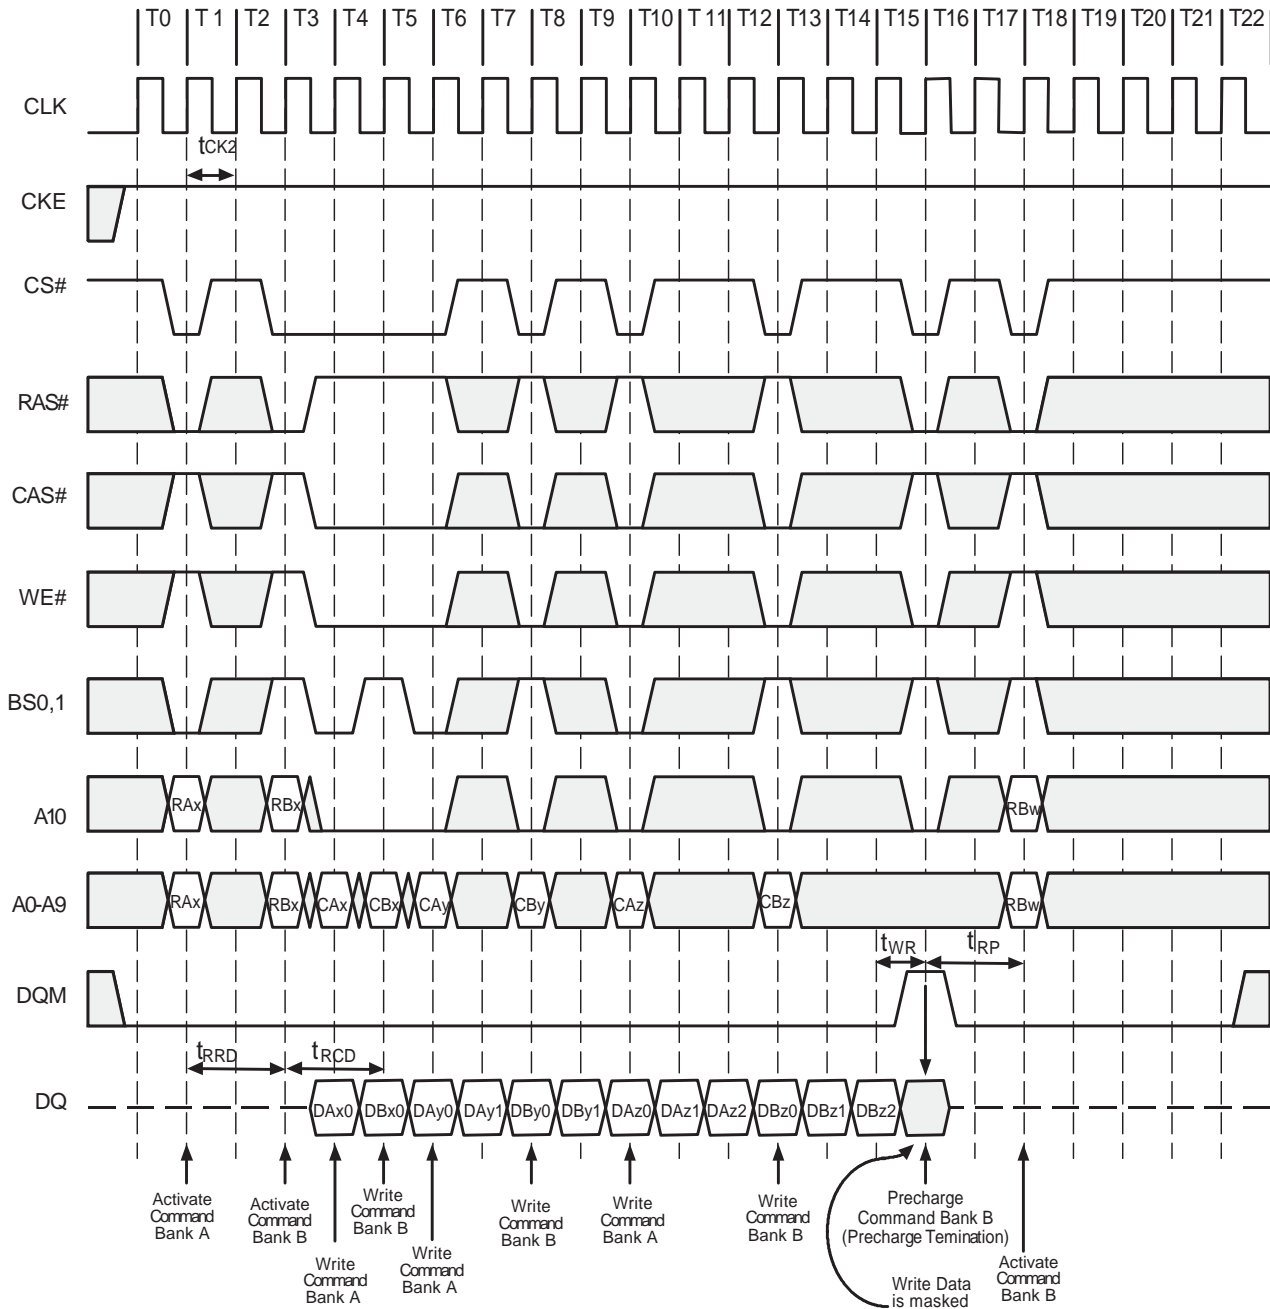 T0 T 1 T2 T3 T4 T5 T6 T7 T8 T9 T10 T 11 T12 T13 T14 T15 T16 T17 T18 T19 T20 T21 T22
CLK
tCK2
CKE
CS#
RAS#
CAS#
WE#
BS0,1
A10
RAx RBx RBw
A0-A9
RAx RBx CAx CBx CAy CBy CAz CBz RBw
tWR tRP
DQM
tRRD tRCD
DQ
DAx0 DBx0 DAy0 DAy1 DBy0 DBy1 DAz0 DAz1 DAz2 DBz0 DBz1 DBz2
Activate
Command
Bank A
Activate
Command
Bank B
Write
Command
Bank A
Write
Command
Bank B
Write
Command
Bank A
Write
Command
Bank B
Write
Command
Bank A
Write
Command
Bank B
Precharge
Command Bank B
(Precharge Temination)
Write Data
is masked
Activate
Command
Bank B